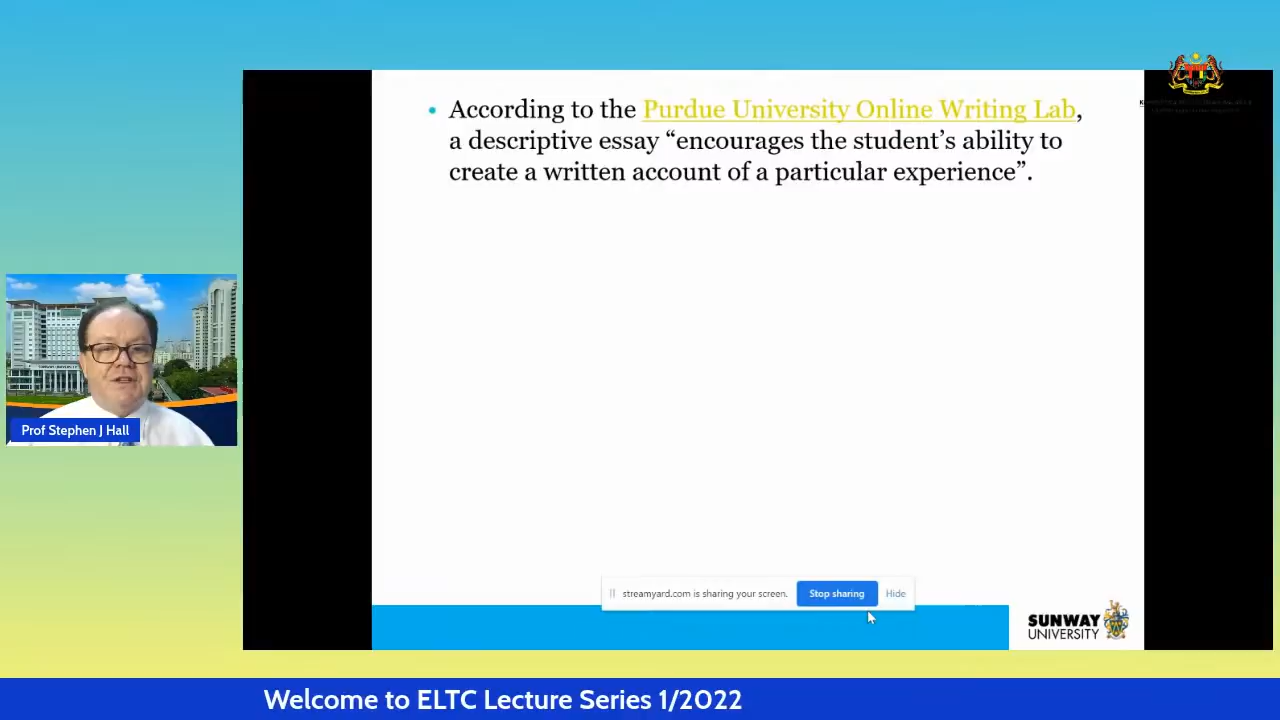 • According to the Purdue University Online Writing Lab,
a descriptive essay “encourages the student’s ability to
create a written account of a particular experience”.
SUNWAY UNIVERSITY
Prof Stephen J Hall
streamyard.com is sharing your screen. Stop sharing Hide
SUNWAY
UNIVERSITY
Welcome to ELTC Lecture Series 1/2022